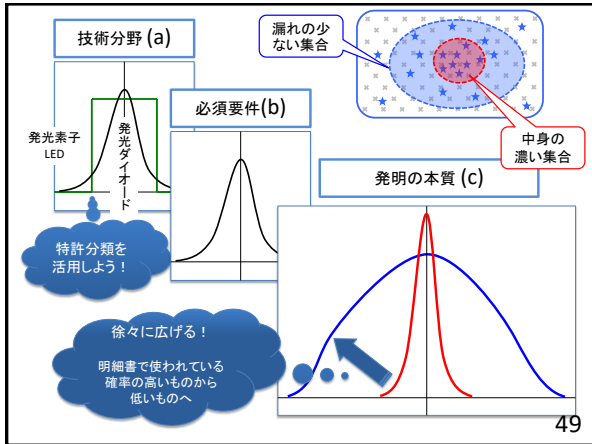 技術分野 (a)
漏れの少
ない集合
必須要件(b)
発光素子
LED
発光ダイオード
中身の
濃い集合
発明の本質 (c)
特許分類を
活用しよう！
徐々に広げる！
明細書で使われている
確率の高いものから
低いものへ
49